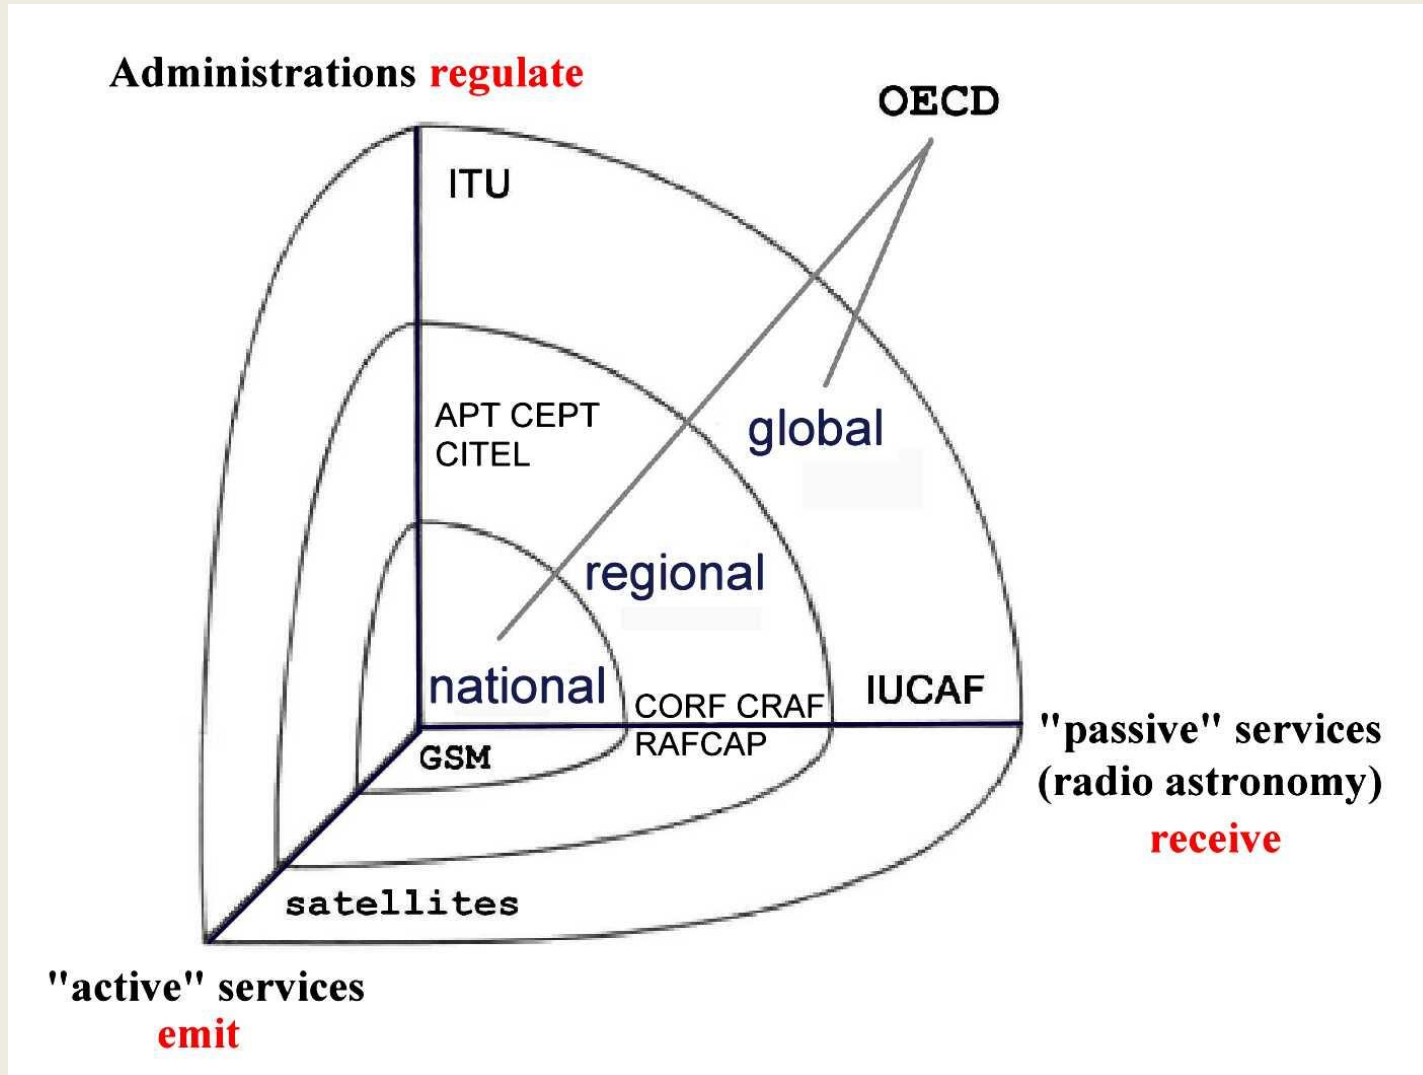 Administrations regulate
OECD
ITU
APT CEPT
CITEL
global
regional
national
CORF CRAF
IUCAF
RAFCAP
GSM
"passive" services
(radio astronomy)
receive
satellites
"active" services
emit